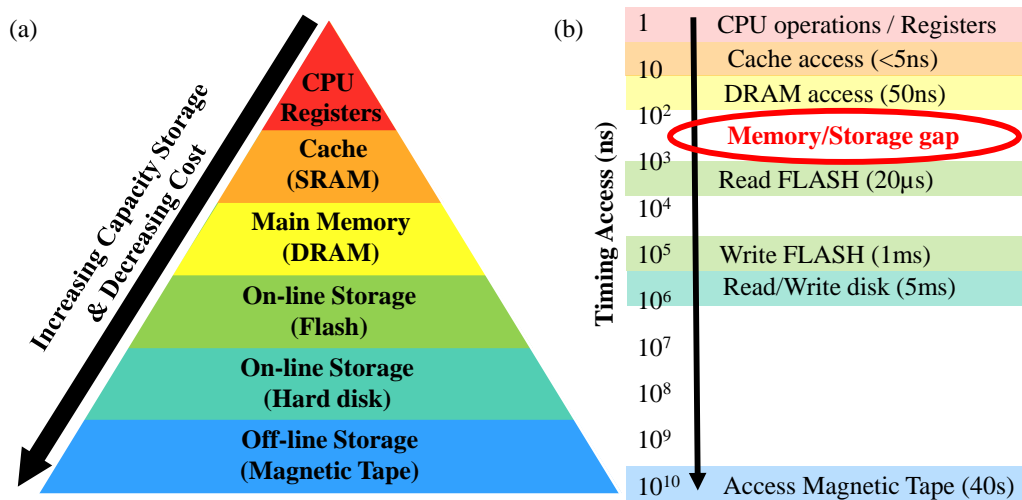 (a)
Increasing Capacity Storage
& Decreasing Cost
CPU
Registers
Cache
(SRAM)
Main Memory
(DRAM)
On-line Storage
(Flash)
On-line Storage
(Hard disk)
Off-line Storage
(Magnetic Tape)
(b)
Timing Access (ns)
1 CPU operations / Registers
Cache access (<5ns)
10
DRAM access (50ns)
10²
Memory/Storage gap
10³
Read FLASH (20µs)
10⁴
10⁵ Write FLASH (1ms)
Read/Write disk (5ms)
10⁶
10⁷
10⁸
10⁹
10¹⁰ Access Magnetic Tape (40s)